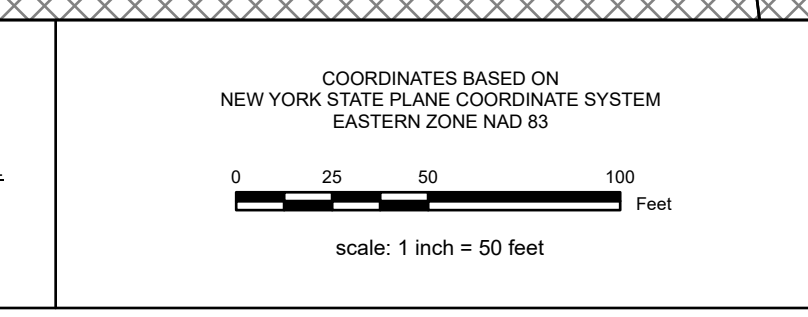 COORDINATES BASED ON
NEW YORK STATE PLANE COORDINATE SYSTEM
EASTERN ZONE NAD 83
0 25 50 100
Feet
scale: 1 inch = 50 feet